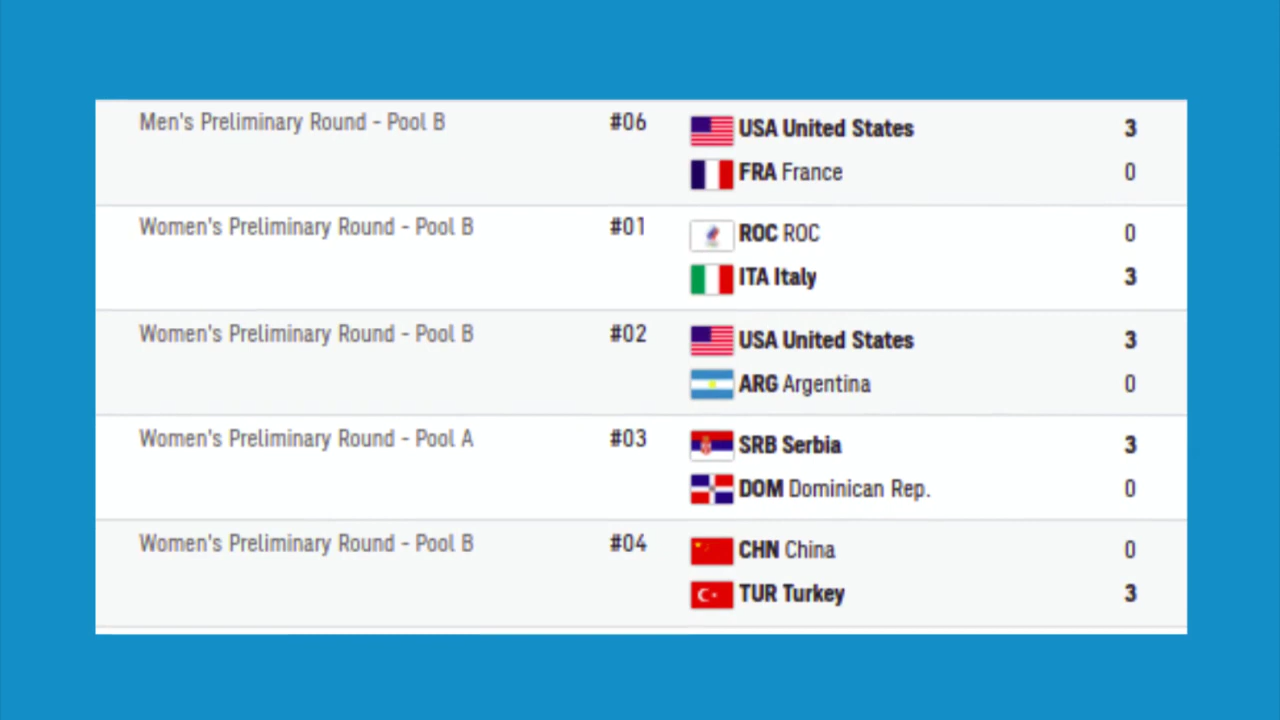 Men's Preliminary Round - Pool B #06 USA United States 3
FRA France 0
Women's Preliminary Round - Pool B #01 ROC ROC 0
ITA Italy 3
Women's Preliminary Round - Pool B #02 USA United States 3
ARG Argentina 0
Women's Preliminary Round - Pool A #03 SRB Serbia 3
DOM Dominican Rep. 0
Women's Preliminary Round - Pool B #04 CHN China 0
TUR Turkey 3